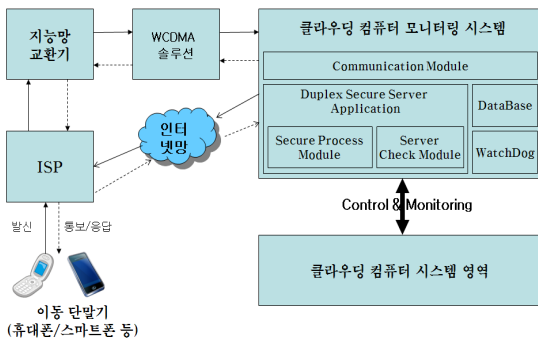 지능망
교환기
WCDMA
솔루션
클라우딩 컴퓨터 모니터링 시스템
Communication Module
Duplex Secure Server
Application
Secure Process
Module
Server
Check Module
DataBase
WatchDog
인터
넷망
ISP
발신
통보/응답
Control & Monitoring
클라우딩 컴퓨터 시스템 영역
이동 단말기
(휴대폰/스마트폰 등)